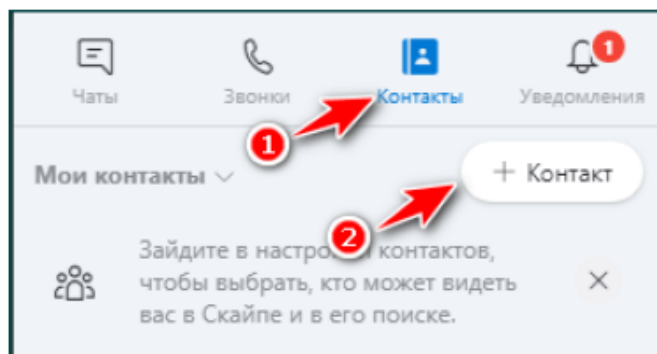 1
Чаты Звонки Контакты Уведомления
1
Мои контакты + Контакт
2
Зайдите в настройки контактов,
чтобы выбрать, кто может видеть
вас в Скайпе и в его поиске.